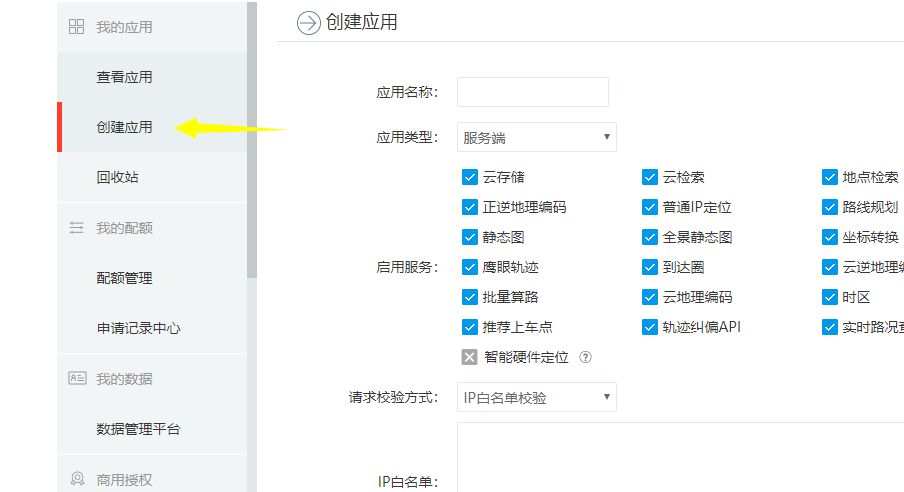 我的应用
查看应用
创建应用
回收站
我的配额
配额管理
申请记录中心
我的数据
数据管理平台
商用授权
创建应用
应用名称：
应用类型： 服务端
启用服务：
云存储 云检索 地点检索
正逆地理编码 普通IP定位 路线规划
静态图 全景静态图 坐标转换
鹰眼轨迹 到达圈 云逆地理编
批量算路 云地理编码 时区
推荐上车点 轨迹纠偏API 实时路况查
智能硬件定位 ?
请求校验方式： IP白名单校验
IP白名单：